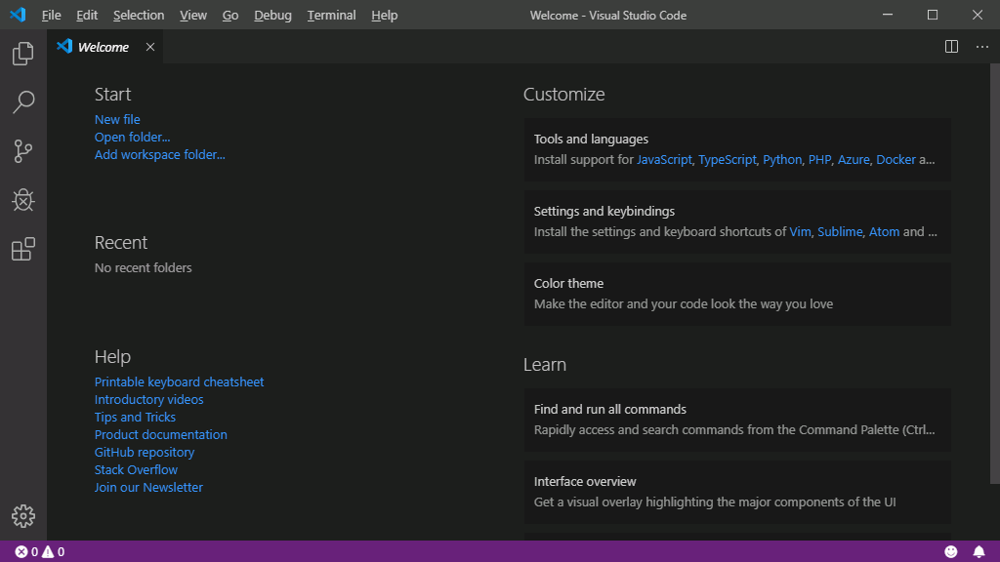 File Edit Selection View Go Debug Terminal Help Welcome - Visual Studio Code
Welcome
Start
New file
Open folder...
Add workspace folder...
Recent
No recent folders
Help
Printable keyboard cheatsheet
Introductory videos
Tips and Tricks
Product documentation
GitHub repository
Stack Overflow
Join our Newsletter
Customize
Tools and languages
Install support for JavaScript, TypeScript, Python, PHP, Azure, Docker a...
Settings and keybindings
Install the settings and keyboard shortcuts of Vim, Sublime, Atom and ...
Color theme
Make the editor and your code look the way you love
Learn
Find and run all commands
Rapidly access and search commands from the Command Palette (Ctrl...
Interface overview
Get a visual overlay highlighting the major components of the UI
0 0